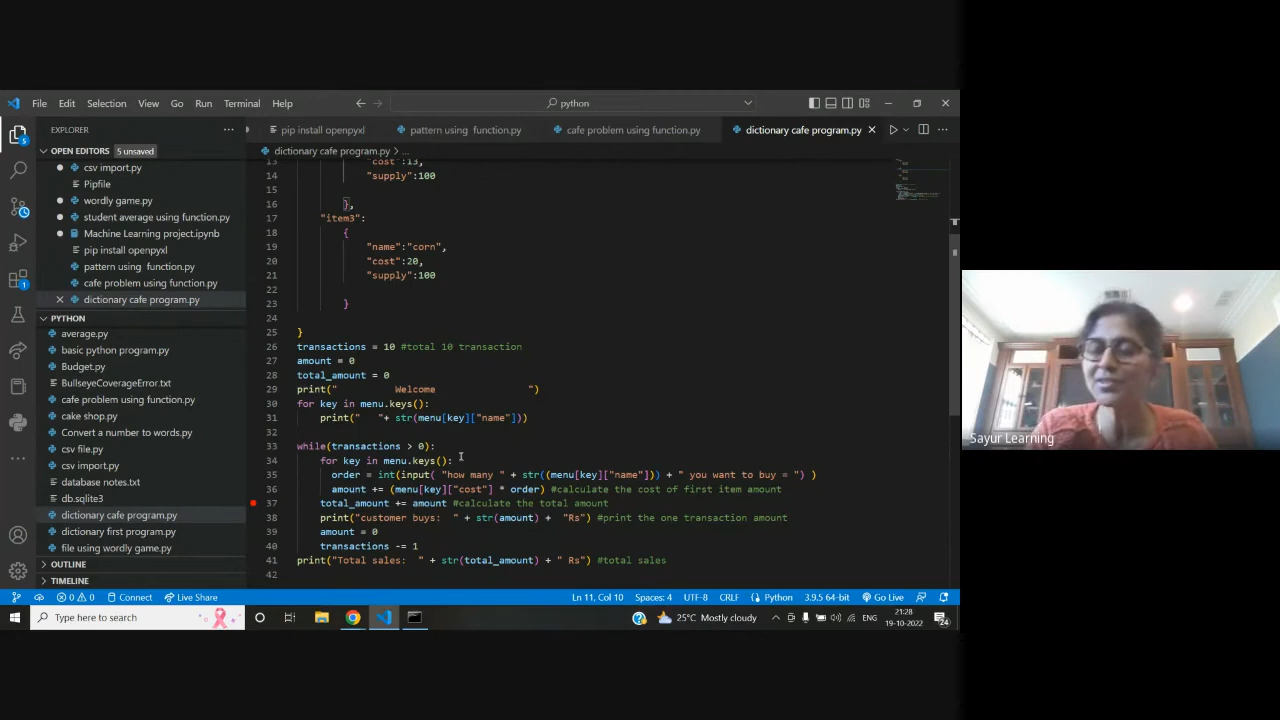 File Edit Selection View Go Run Terminal Help
python
EXPLORER
pip install openpyxl
pattern using function.py
cafe problem using function.py
dictionary cafe program.py
OPEN EDITORS 5 unsaved
dictionary cafe program.py > ...
csv import.py
Pipfile
wordly game.py
student average using function.py
Machine Learning project.ipynb
pip install openpyxl
pattern using function.py
cafe problem using function.py
dictionary cafe program.py
PYTHON
average.py
basic python program.py
Budget.py
BullseyeCoverageError.txt
cafe problem using function.py
cake shop.py
Convert a number to words.py
csv file.py
csv import.py
database notes.txt
db.sqlite3
dictionary cafe program.py
dictionary first program.py
file using wordly game.py
OUTLINE
TIMELINE
13 "cost":13,
14 "supply":100
15
16 },
17 "item3":
18 {
19 "name":"corn",
20 "cost":20,
21 "supply":100
22
23 }
24
25 }
26 transactions = 10 #total 10 transaction
27 amount = 0
28 total_amount = 0
29 print(" Welcome ")
30 for key in menu.keys():
31 print(" "+ str(menu[key]["name"]))
32
33 while(transactions > 0):
34 for key in menu.keys():
35 order = int(input( "how many " + str((menu[key]["name"])) + " you want to buy = ") )
36 amount += (menu[key]["cost"] * order) #calculate the cost of first item amount
37 total_amount += amount #calculate the total amount
38 print("customer buys: " + str(amount) + "Rs") #print the one transaction amount
39 amount = 0
40 transactions -= 1
41 print("Total sales: " + str(total_amount) + " Rs") #total sales
42
Sayur Learning
0 0 Connect Live Share
Ln 11, Col 10 Spaces: 4 UTF-8 CRLF Python 3.9.5 64-bit Go Live
Type here to search
25°C Mostly cloudy
ENG
21:28
19-10-2022
24